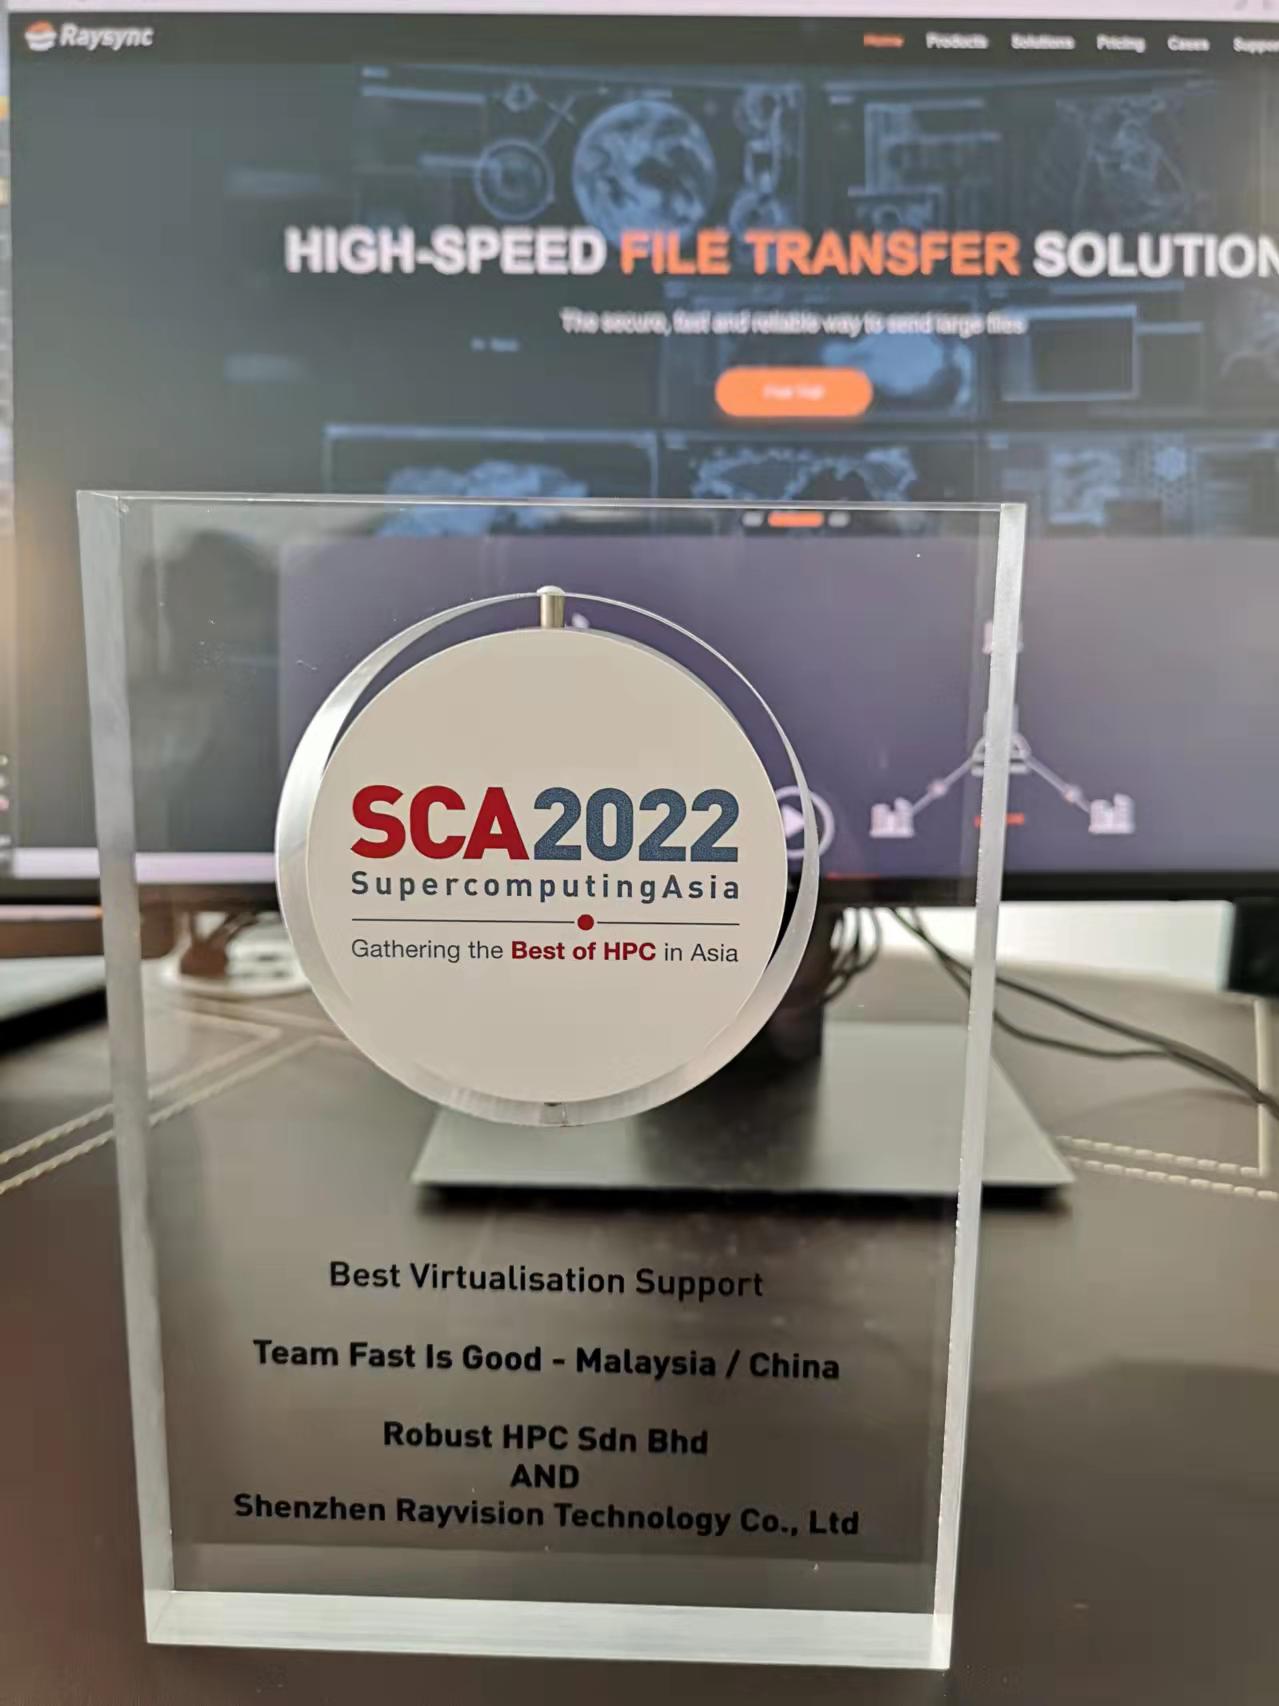 Raysync
Home Products Solutions Pricing Cases
HIGH-SPEED FILE TRANSFER SOLUTION
The secure, fast and reliable way to send large files
SCA2022
SupercomputingAsia
Gathering the Best of HPC in Asia
Best Virtualisation Support
Team Fast Is Good - Malaysia / China
Robust HPC Sdn Bhd
AND
Shenzhen Rayvision Technology Co., Ltd